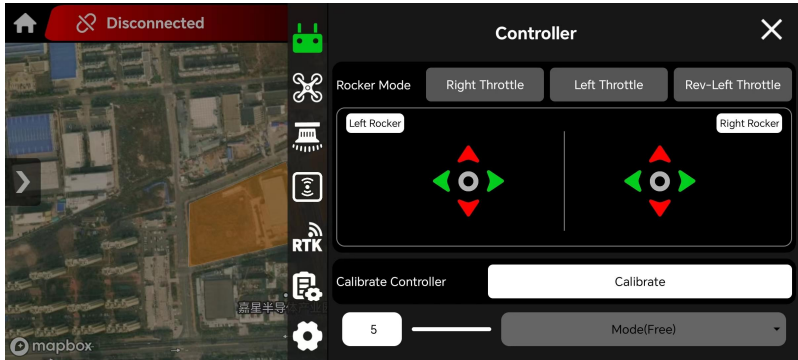 Disconnected
Controller
Rocker Mode
Right Throttle
Left Throttle
Rev-Left Throttle
Left Rocker
Right Rocker
RTK
Calibrate Controller
Calibrate
嘉星半导
5
Mode(Free)
mapbox